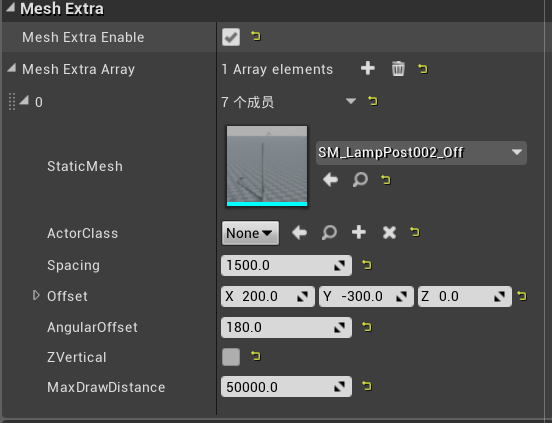 Mesh Extra
Mesh Extra Enable
Mesh Extra Array 1 Array elements
0 7 个成员
StaticMesh SM_LampPost002_Off
ActorClass None
Spacing 1500.0
Offset X 200.0 Y -300.0 Z 0.0
AngularOffset 180.0
ZVertical
MaxDrawDistance 50000.0